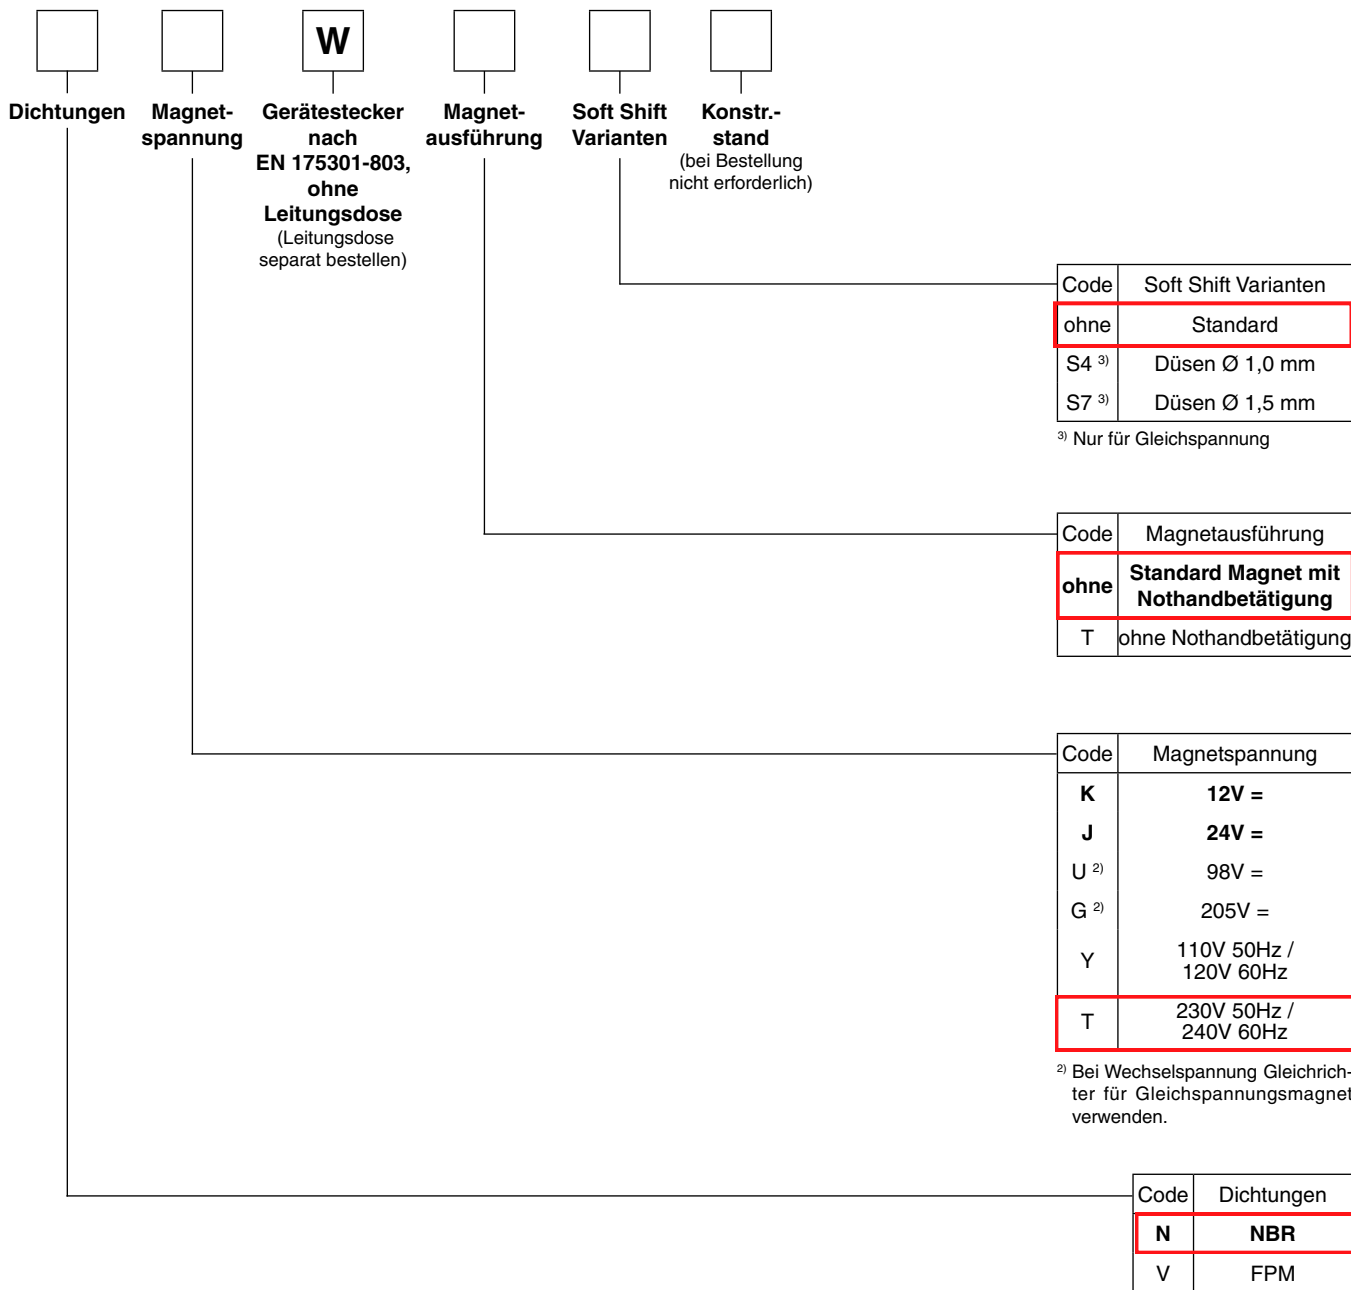 W
Dichtungen
Magnet-
spannung
Gerätestecker
nach
EN 175301-803,
ohne
Leitungsdose
(Leitungsdose
separat bestellen)
Magnet-
ausführung
Soft Shift
Varianten
Konstr.-
stand
(bei Bestellung
nicht erforderlich)
Code Soft Shift Varianten
ohne Standard
S4 3) Düsen Ø 1,0 mm
S7 3) Düsen Ø 1,5 mm
3) Nur für Gleichspannung
Code Magnetausführung
ohne Standard Magnet mit
Nothandbetätigung
T ohne Nothandbetätigung
Code Magnetspannung
K 12V =
J 24V =
U 2) 98V =
G 2) 205V =
Y 110V 50Hz /
120V 60Hz
T 230V 50Hz /
240V 60Hz
2) Bei Wechselspannung Gleichrich-
ter für Gleichspannungsmagnet
verwenden.
Code Dichtungen
N NBR
V FPM